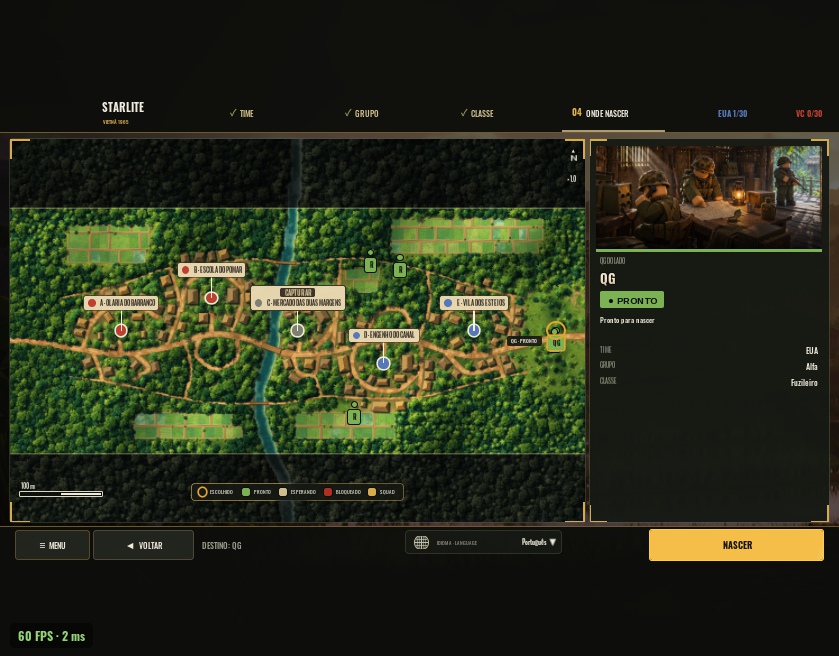 STARLITE
VIETNÃ 1965
✓ TIME
✓ GRUPO
✓ CLASSE
04 ONDE NASCER
EUA 1/30
VC 0/30
N
B · ESCOLA DO POMAR
A · OLARIA DO BARRANCO
CAPTURAR
C · MERCADO DAS DUAS MARGENS
E · VILA DOS ESTEIOS
D · ENGENHO DO CANAL
QG · PRONTO
QG
R
R
R
100 m
ESCOLHIDO
PRONTO
ESPERANDO
BLOQUEADO
SQUAD
QG DO LADO
QG
● PRONTO
Pronto para nascer
TIME EUA
GRUPO Alfa
CLASSE Fuzileiro
≡ MENU
◄ VOLTAR
DESTINO: QG
IDIOMA · LANGUAGE
Português ▼
NASCER
60 FPS · 2 ms